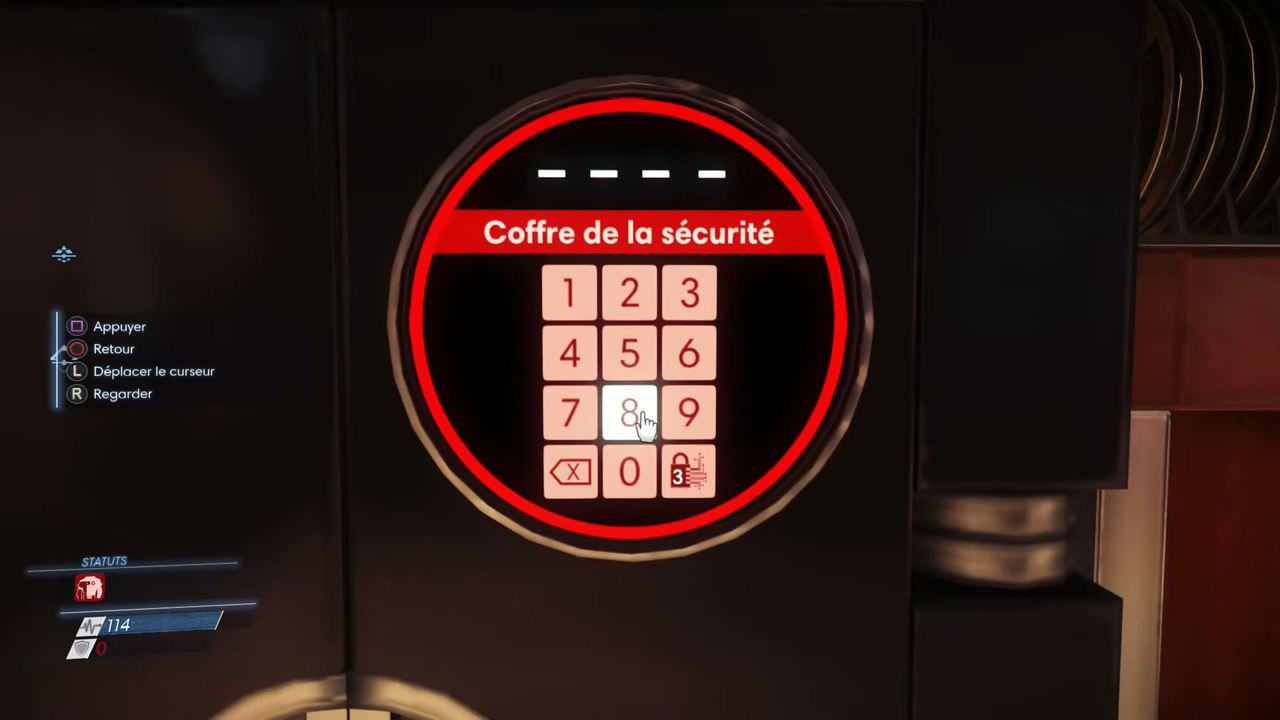 Coffre de la sécurité
1 2 3
4 5 6
7 8 9
X 0 3
Appuyer
Retour
L Déplacer le curseur
R Regarder
STATUTS
114
0